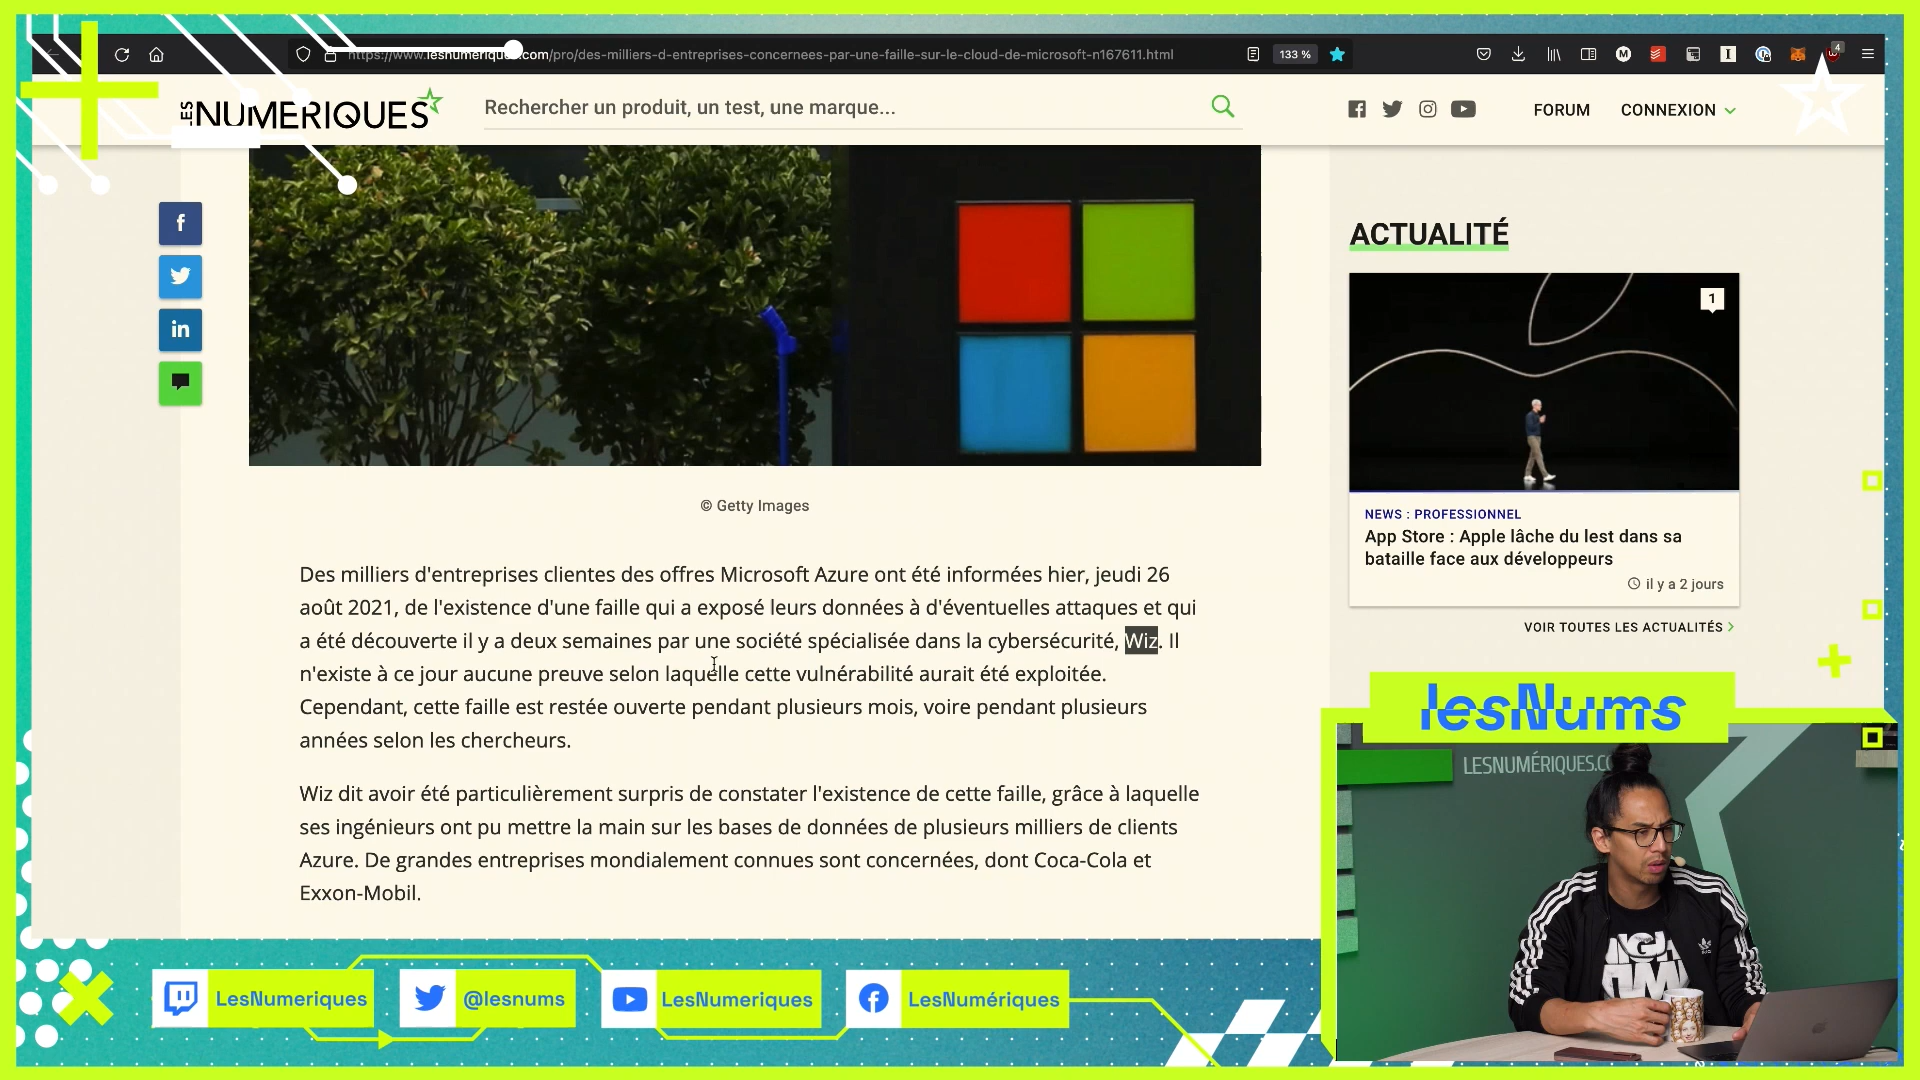 https://www.lesnumeriques.com/pro/des-milliers-d-entreprises-concernees-par-une-faille-sur-le-cloud-de-microsoft-n167611.html
133 %
4
LES NUMERIQUES
Rechercher un produit, un test, une marque...
FORUM
CONNEXION
ACTUALITÉ
1
© Getty Images
NEWS : PROFESSIONNEL
App Store : Apple lâche du lest dans sa
bataille face aux développeurs
il y a 2 jours
VOIR TOUTES LES ACTUALITÉS
Des milliers d'entreprises clientes des offres Microsoft Azure ont été informées hier, jeudi 26
août 2021, de l'existence d'une faille qui a exposé leurs données à d'éventuelles attaques et qui
a été découverte il y a deux semaines par une société spécialisée dans la cybersécurité, Wiz. Il
n'existe à ce jour aucune preuve selon laquelle cette vulnérabilité aurait été exploitée.
Cependant, cette faille est restée ouverte pendant plusieurs mois, voire pendant plusieurs
années selon les chercheurs.
Wiz dit avoir été particulièrement surpris de constater l'existence de cette faille, grâce à laquelle
ses ingénieurs ont pu mettre la main sur les bases de données de plusieurs milliers de clients
Azure. De grandes entreprises mondialement connues sont concernées, dont Coca-Cola et
Exxon-Mobil.
lesNums
LESNUMÉRIQUES.CO
LesNumeriques
@lesnums
LesNumeriques
LesNumériques